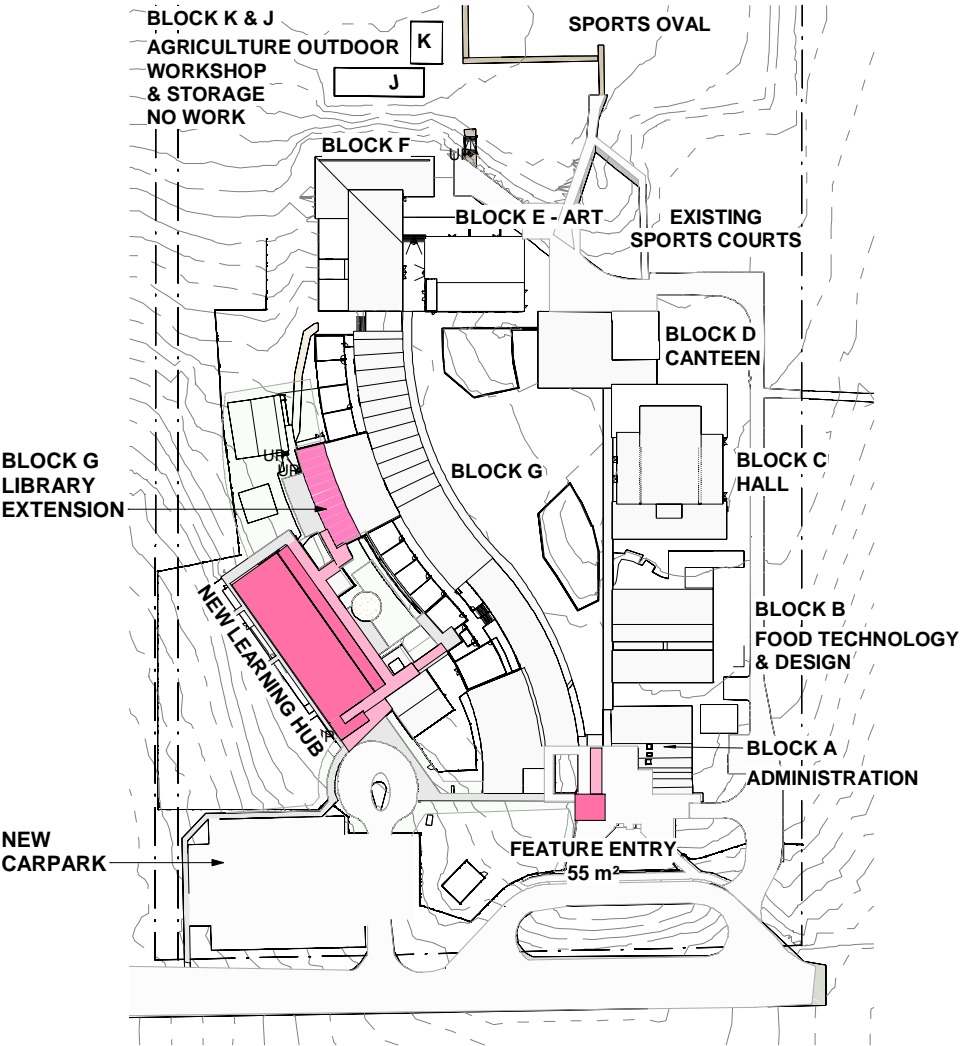 BLOCK K & J
AGRICULTURE OUTDOOR
WORKSHOP
& STORAGE
NO WORK
K
J
SPORTS OVAL
BLOCK F
UP
BLOCK E - ART
EXISTING
SPORTS COURTS
BLOCK D
CANTEEN
BLOCK G
LIBRARY
EXTENSION
UP
UP
BLOCK G
BLOCK C
HALL
NEW LEARNING HUB
BLOCK B
FOOD TECHNOLOGY
& DESIGN
BLOCK A
ADMINISTRATION
NEW
CARPARK
FEATURE ENTRY
55 m²